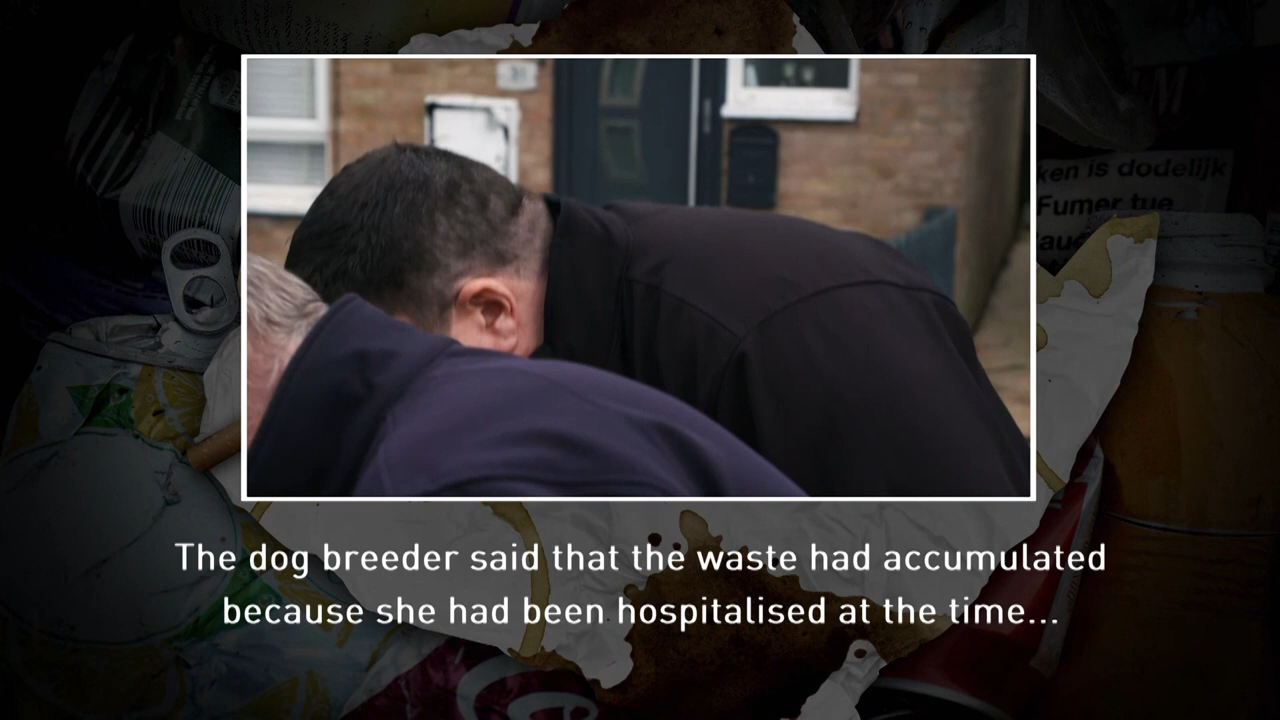 ken is dodelijk
Fumer tue
The dog breeder said that the waste had accumulated
because she had been hospitalised at the time...